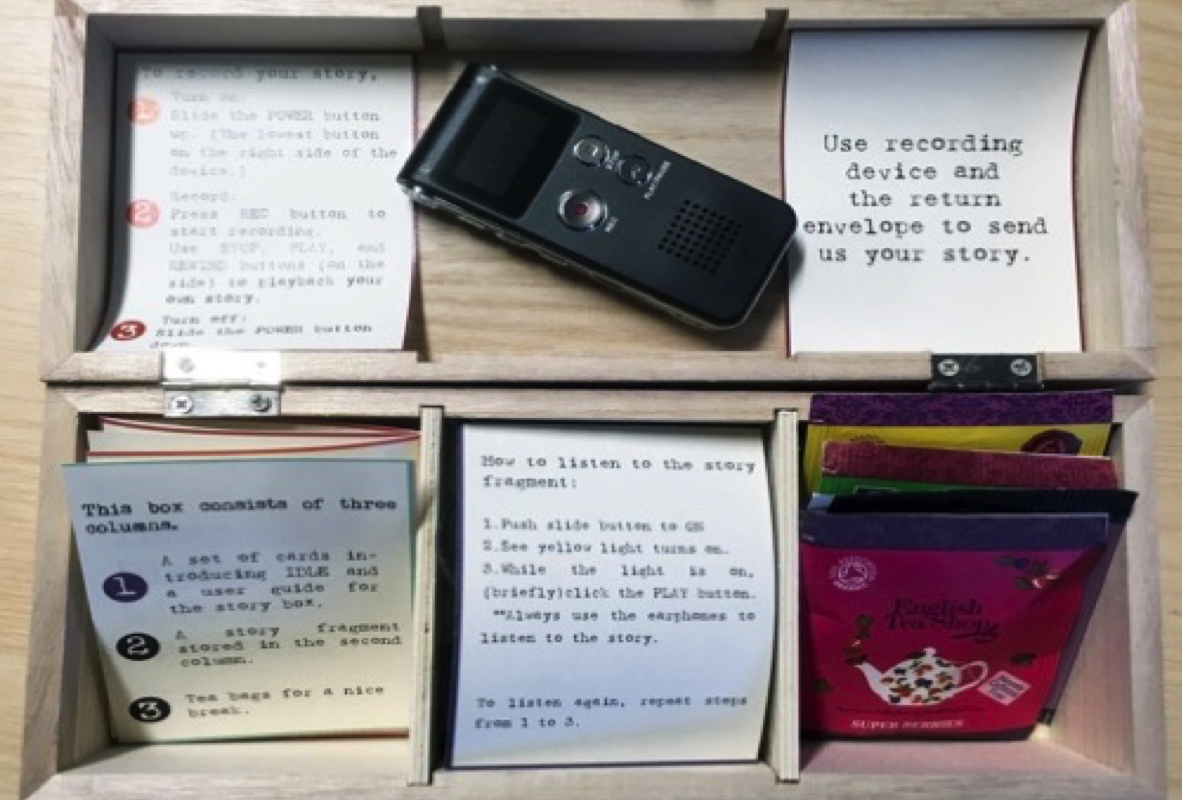 To record your story,
1
Turn on:
Slide the POWER button
up. (The lowest button
on the right side of the
device.)
2
Record:
Press REC button to
start recording.
Use STOP, PLAY, and
REWIND buttons (on the
side) to playback your
own story.
3
Turn off:
Slide the POWER button
down.
Use recording
device and
the return
envelope to send
us your story.
This box consists of three
columns.
1
A set of cards in-
troducing IDLE and
a user guide for
the story box.
2
A story fragment
stored in the second
column.
3
Tea bags for a nice
break.
How to listen to the story
fragment:
1.Push slide button to ON
2.See yellow light turns on.
3.While the light is on,
(briefly)click the PLAY button.
**Always use the earphones to
listen to the story.
To listen again, repeat steps
from 1 to 3.
English
Tea Shop
SUPER BERRIES